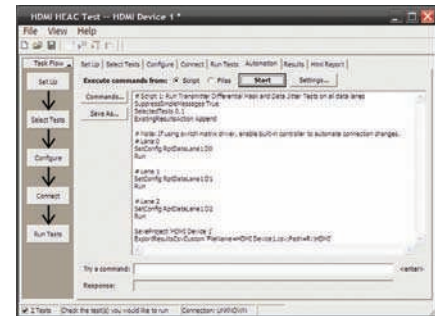 HDMI HEAC Test -- HDMI Device 1 *
File View Help
Task Flow
Set Up
Select Tests
Configure
Connect
Run Tests
Set Up | Select Tests | Configure | Connect | Run Tests | Automation | Results | Html Report
Execute commands from: Script Files Start Settings...
Commands...
Save As...
# Script 1: Run Transmitter Differential Mask and Data Jitter Tests on all data lanes
SuppressSimpleMessages True
SelectedTests 0,1
ExistingResultsAction Append
# Note: If using switch matrix driver, enable built-in controller to automate connection changes.
# Lane 0
SetConfig RptDataLane1 D0
Run
# Lane 1
SetConfig RptDataLane1 D1
Run
# Lane 2
SetConfig RptDataLane1 D2
Run
SaveProject 'HDMI Device 1'
Try a command: <enter>
Response:
2 Tests Check the test(s) you would like to run Connection: UNKNOWN